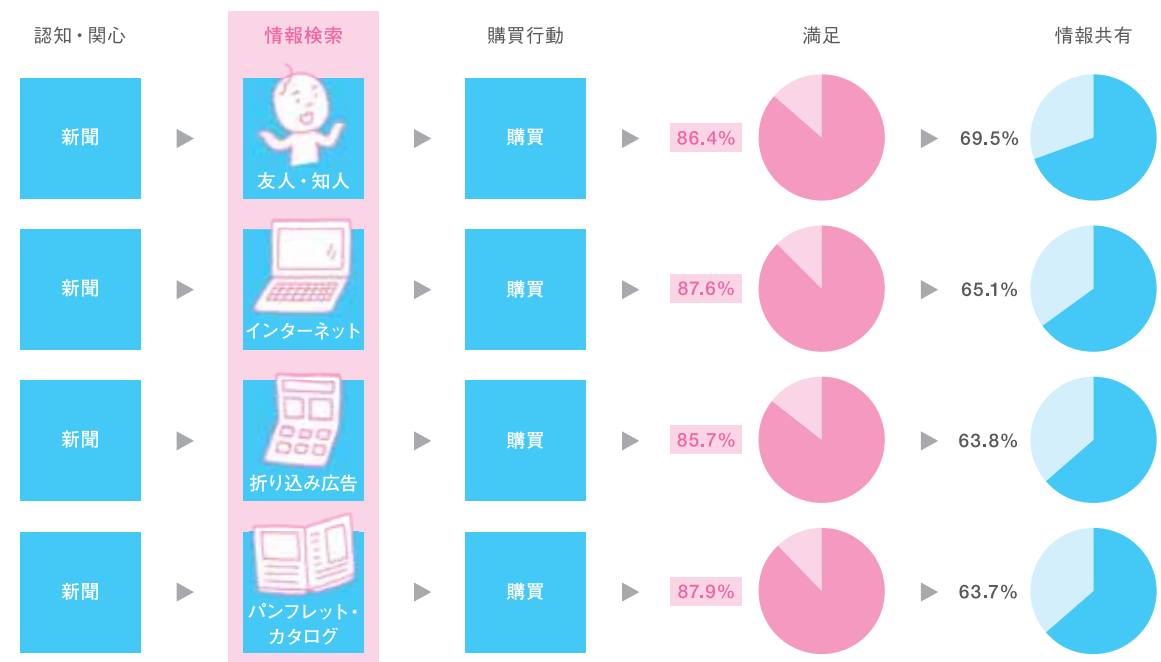 認知・関心
情報検索
購買行動
満足
情報共有
新聞
友人・知人
購買
86.4%
69.5%
新聞
インターネット
購買
87.6%
65.1%
新聞
折り込み広告
購買
85.7%
63.8%
新聞
パンフレット・
カタログ
購買
87.9%
63.7%